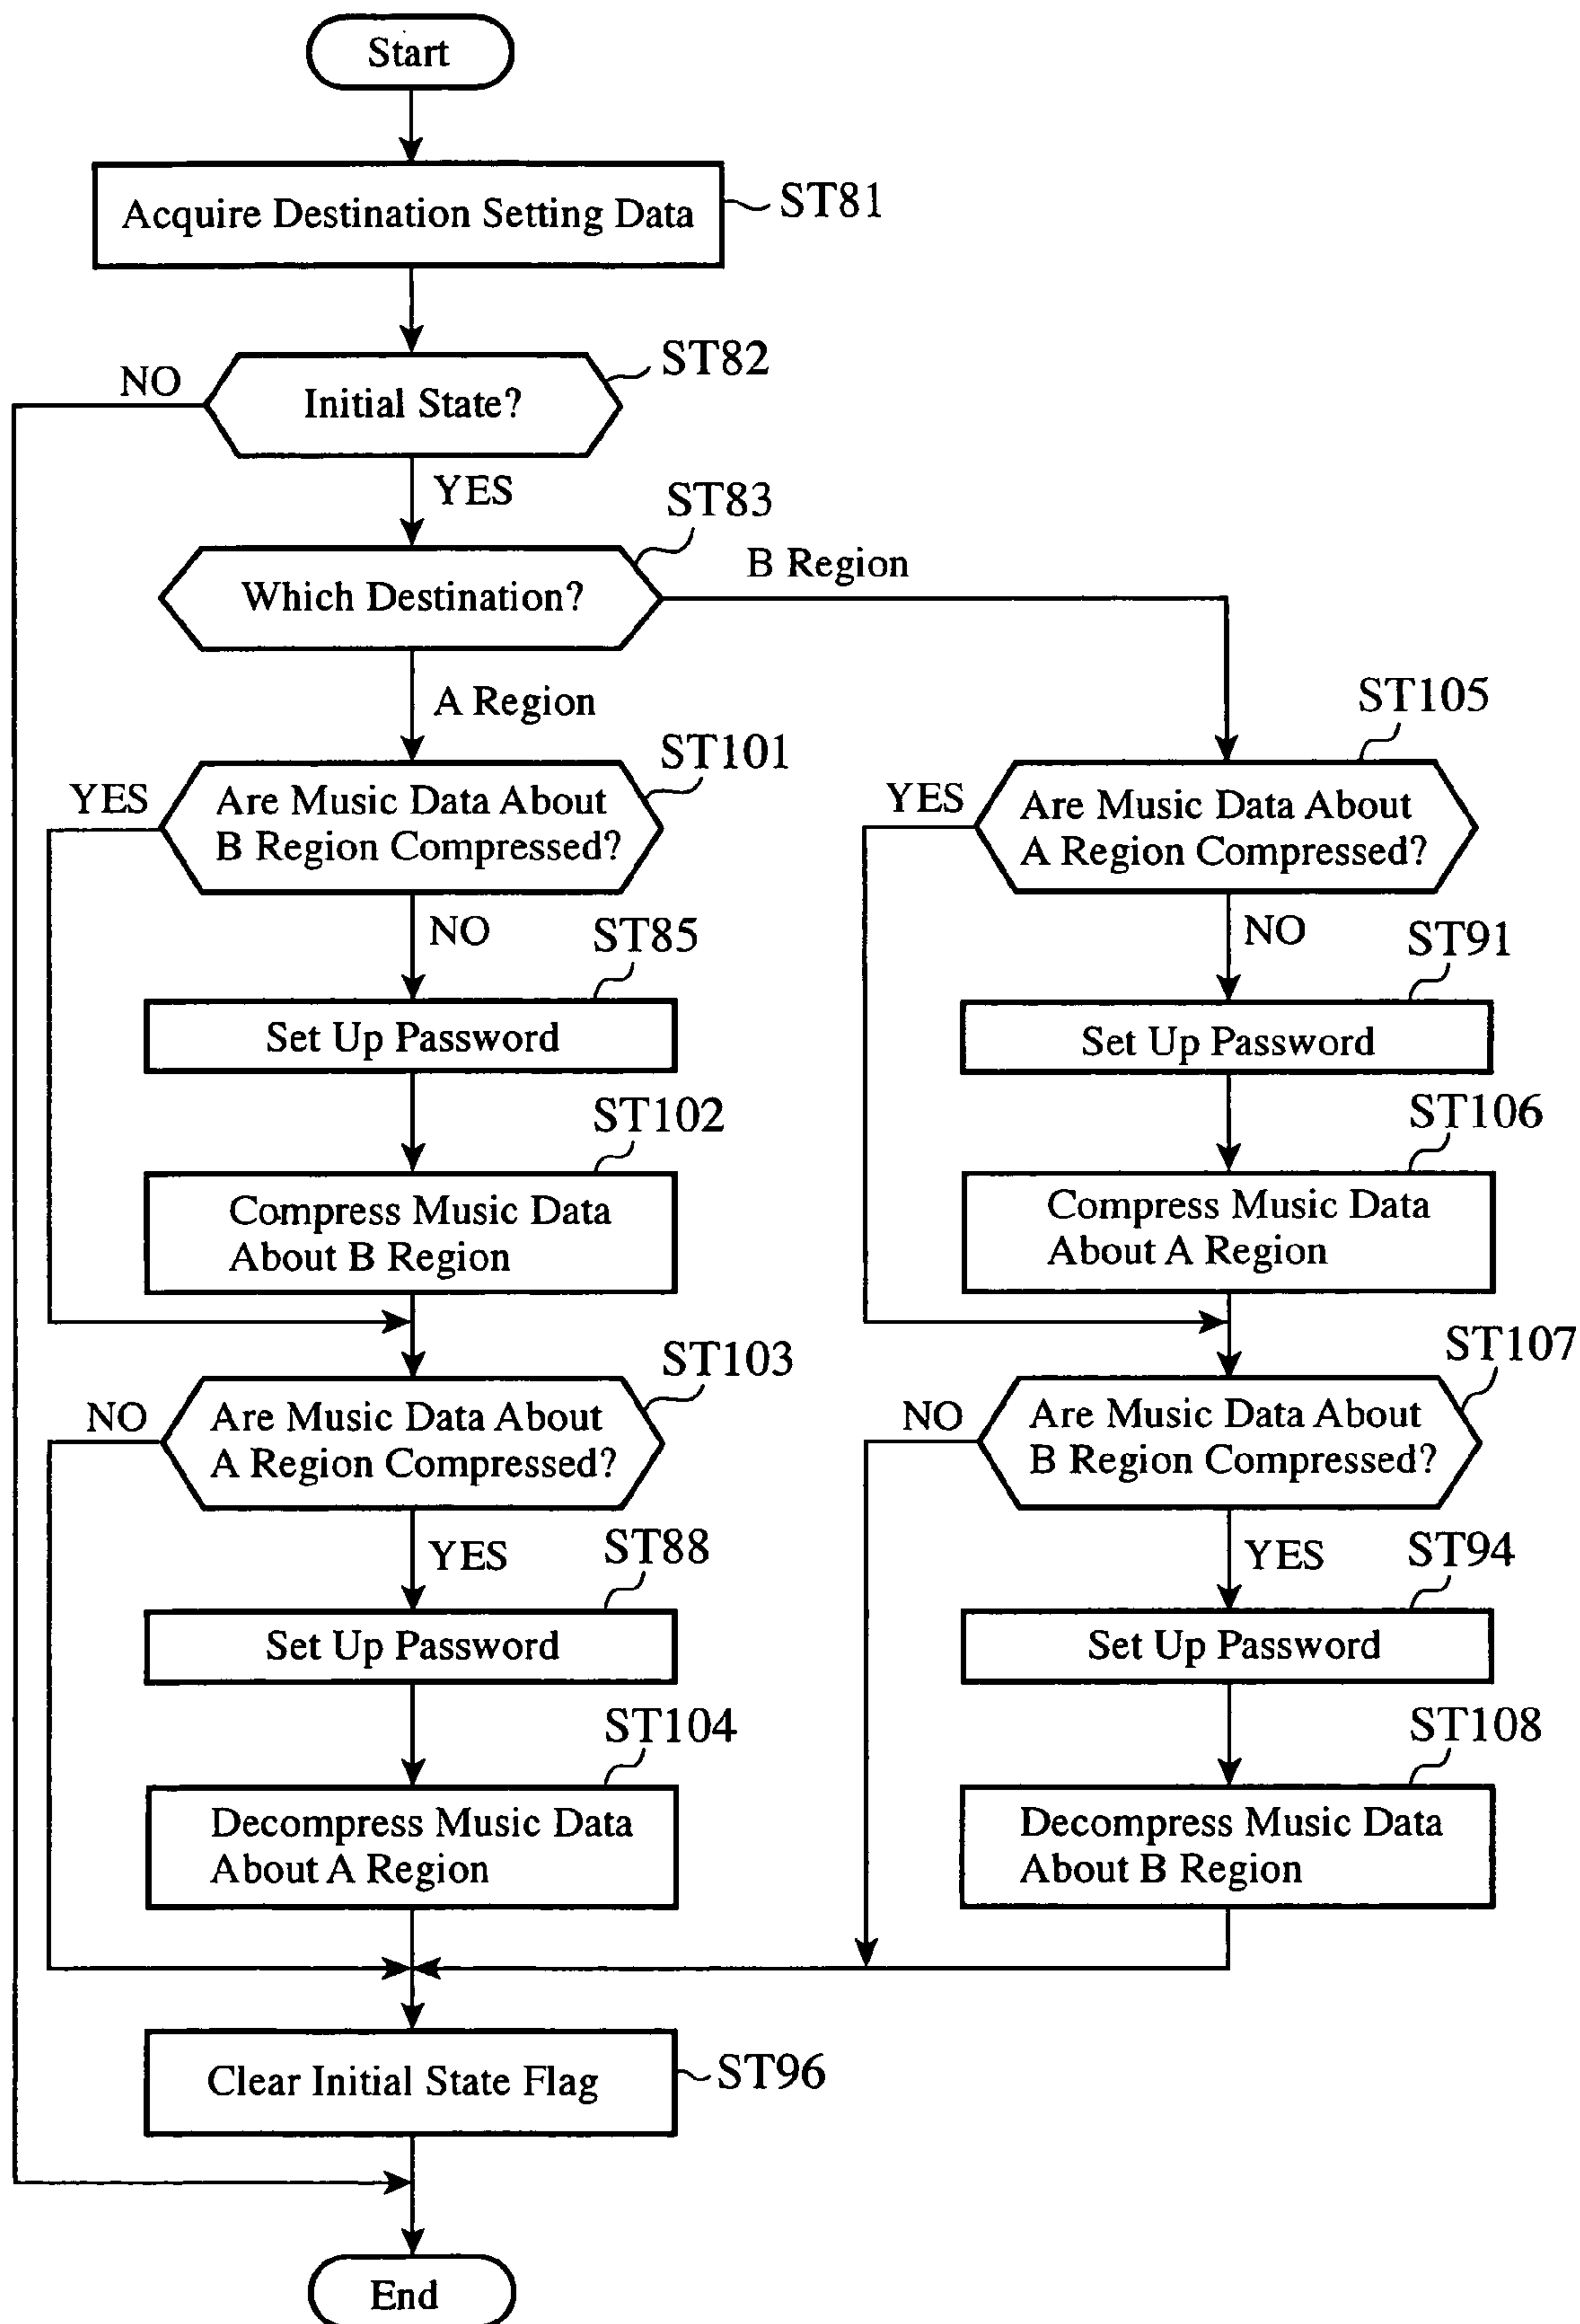 Start
Acquire Destination Setting Data
ST81
ST82
NO
Initial State?
YES
ST83
B Region
Which Destination?
A Region
ST101
YES
Are Music Data About
B Region Compressed?
NO
ST85
Set Up Password
ST102
Compress Music Data
About B Region
ST103
NO
Are Music Data About
A Region Compressed?
YES
ST88
Set Up Password
ST104
Decompress Music Data
About A Region
ST105
YES
Are Music Data About
A Region Compressed?
NO
ST91
Set Up Password
ST106
Compress Music Data
About A Region
ST107
NO
Are Music Data About
B Region Compressed?
YES
ST94
Set Up Password
ST108
Decompress Music Data
About B Region
Clear Initial State Flag
ST96
End